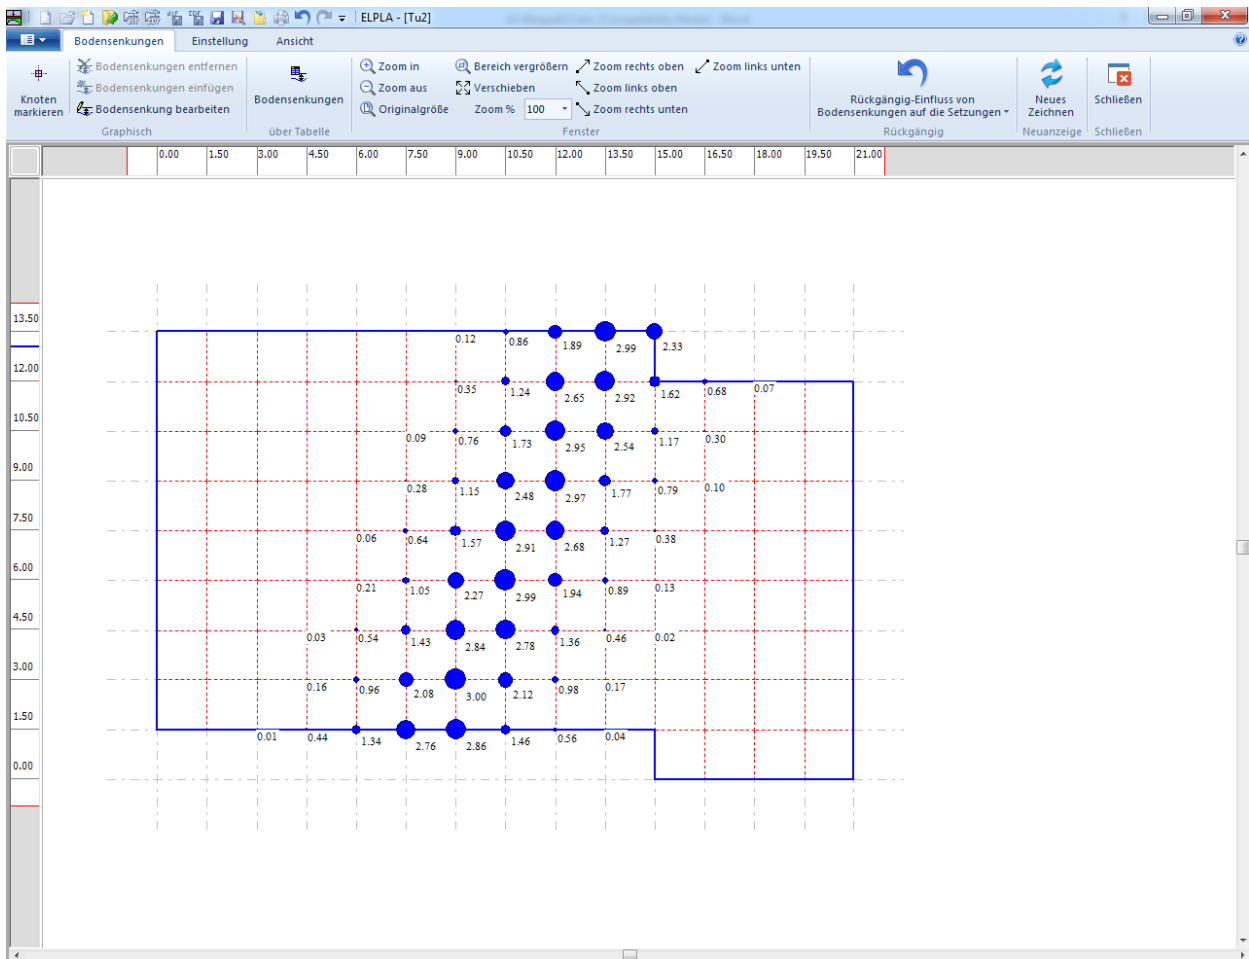 ELPLA - [Tu2]
Bodensenkungen Einstellung Ansicht
Knoten markieren
Bodensenkungen entfernen
Bodensenkungen einfügen
Bodensenkung bearbeiten
Graphisch
Bodensenkungen
über Tabelle
Zoom in
Zoom aus
Originalgröße
Bereich vergrößern
Verschieben
Zoom % 100
Zoom rechts oben
Zoom links oben
Zoom rechts unten
Zoom links unten
Fenster
Rückgängig-Einfluss von
Bodensenkungen auf die Setzungen
Rückgängig
Neues
Zeichnen
Neuanzeige
Schließen
Schließen
0.00 1.50 3.00 4.50 6.00 7.50 9.00 10.50 12.00 13.50 15.00 16.50 18.00 19.50 21.00
13.50
0.12 0.86 1.89 2.99 2.33
12.00
0.35 1.24 2.65 2.92 1.62 0.68 0.07
10.50
0.09 0.76 1.73 2.95 2.54 1.17 0.30
9.00
0.28 1.15 2.48 2.97 1.77 0.79 0.10
7.50
0.06 0.64 1.57 2.91 2.68 1.27 0.38
6.00
0.21 1.05 2.27 2.99 1.94 0.89 0.13
4.50
0.03 0.54 1.43 2.84 2.78 1.36 0.46 0.02
3.00
0.16 0.96 2.08 3.00 2.12 0.98 0.17
1.50
0.01 0.44 1.34 2.76 2.86 1.46 0.56 0.04
0.00